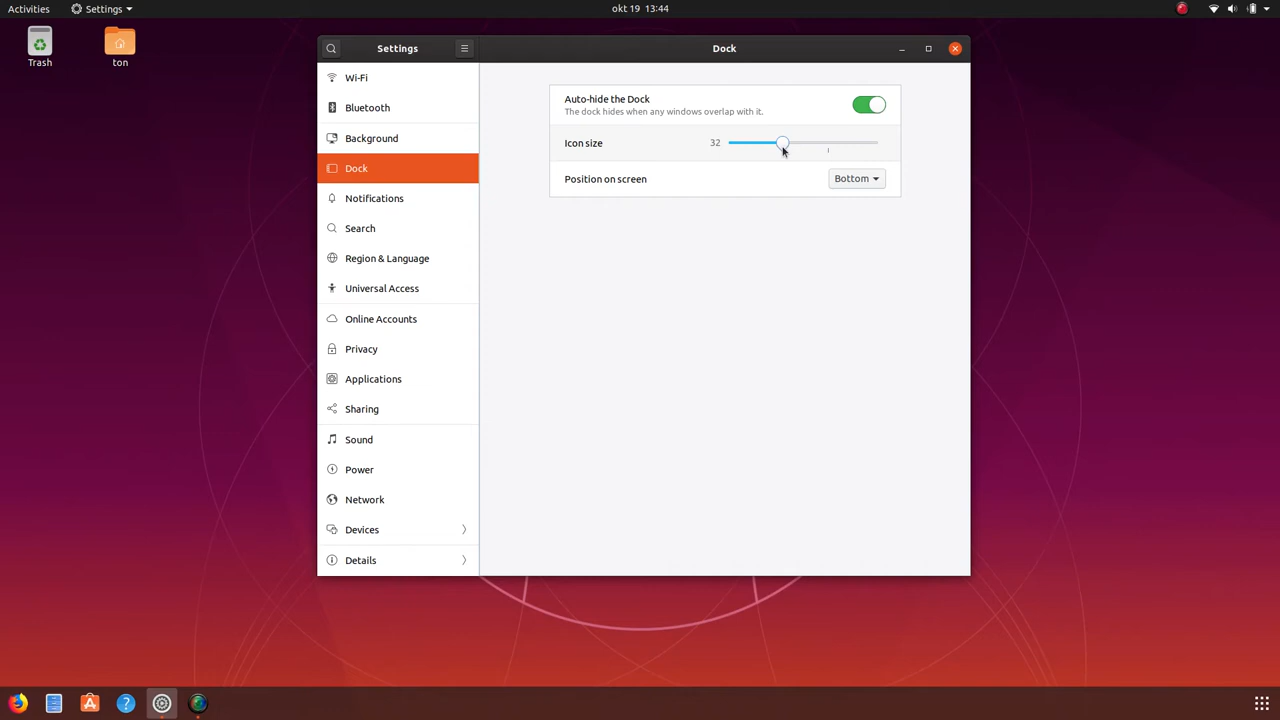 Activities Settings okt 19 13:44
Trash
ton
Settings
Dock
Wi-Fi
Bluetooth
Background
Dock
Notifications
Search
Region & Language
Universal Access
Online Accounts
Privacy
Applications
Sharing
Sound
Power
Network
Devices
Details
Auto-hide the Dock
The dock hides when any windows overlap with it.
Icon size 32
Position on screen Bottom